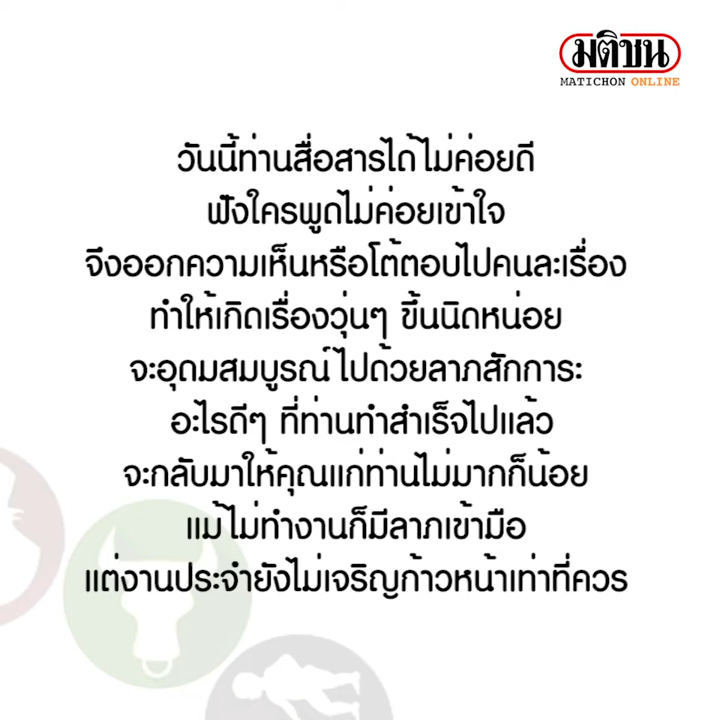 มติชน
MATICHON ONLINE
วันนี้ท่านสื่อสารได้ไม่ค่อยดี
ฟังใครพูดไม่ค่อยเข้าใจ
จึงออกความเห็นหรือโต้ตอบไปคนละเรื่อง
ทำให้เกิดเรื่องวุ่นๆ ขึ้นนิดหน่อย
จะอุดมสมบูรณ์ไปด้วยลาภสักการะ
อะไรดีๆ ที่ท่านทำสำเร็จไปแล้ว
จะกลับมาให้คุณแก่ท่านไม่มากก็น้อย
แม้ไม่ทำงานก็มีลาภเข้ามือ
แต่งานประจำยังไม่เจริญก้าวหน้าเท่าที่ควร